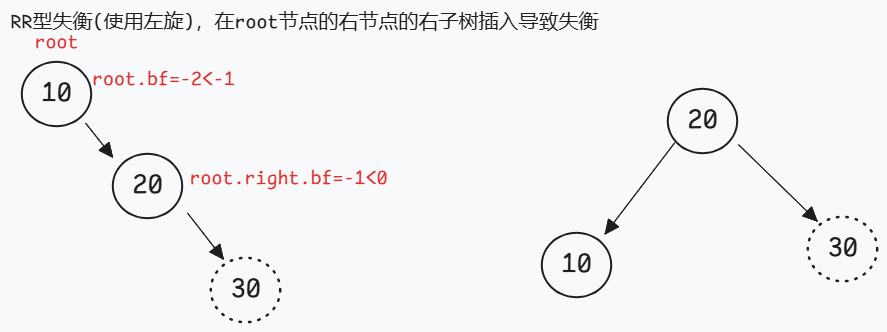 RR型失衡(使用左旋)，在root节点的右节点的右子树插入导致失衡
root
10
root.bf=-2<-1
20
root.right.bf=-1<0
30
20
10
30